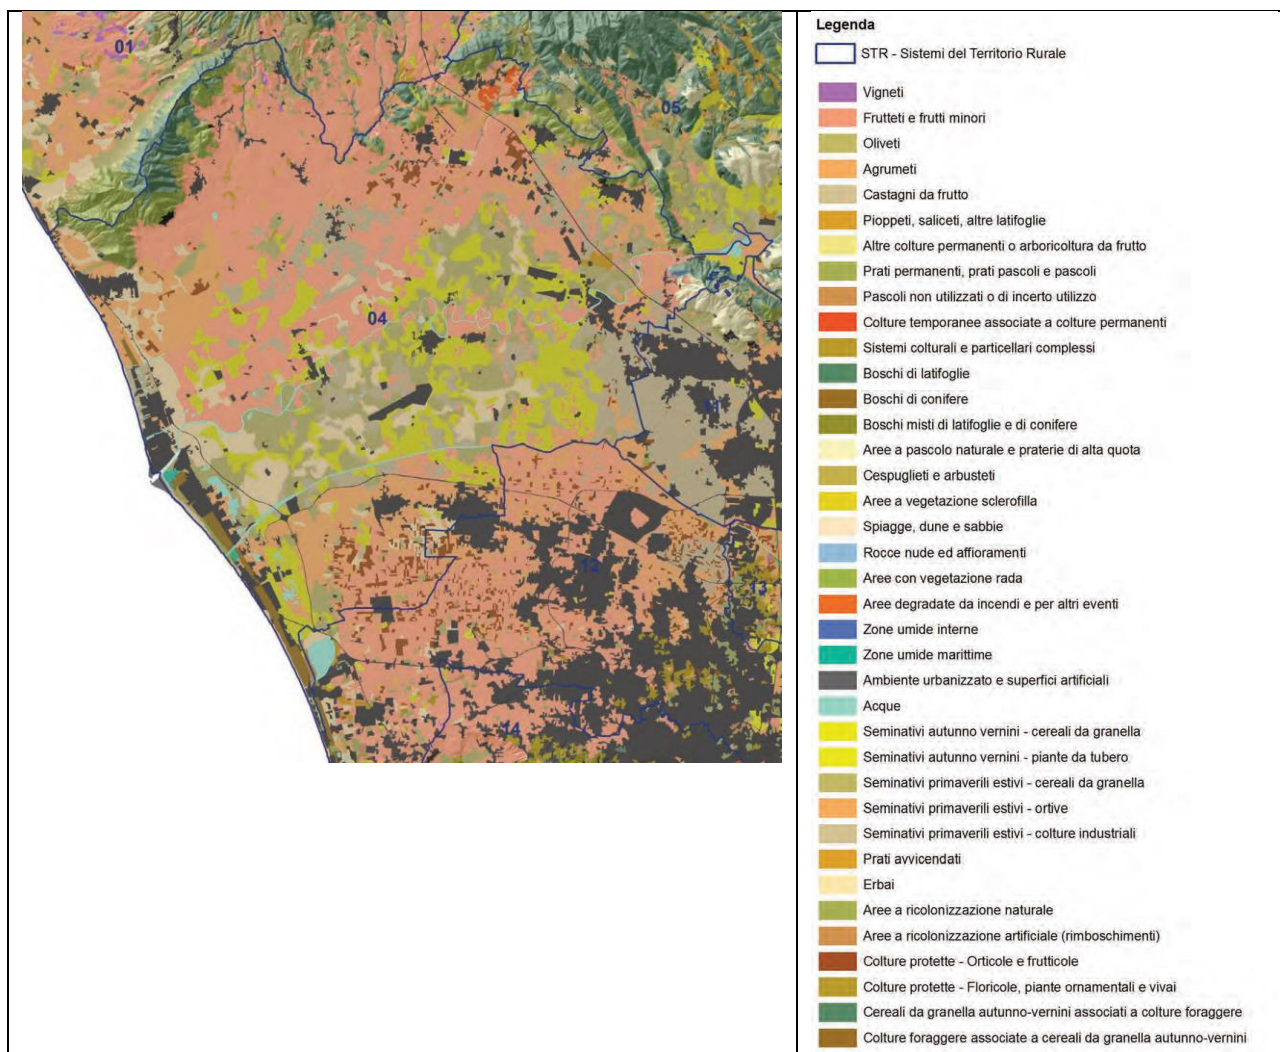 01
05
04
11
12
13
14
Legenda
STR - Sistemi del Territorio Rurale
Vigneti
Frutteti e frutti minori
Oliveti
Agrumeti
Castagni da frutto
Pioppeti, saliceti, altre latifoglie
Altre colture permanenti o arboricoltura da frutto
Prati permanenti, prati pascoli e pascoli
Pascoli non utilizzati o di incerto utilizzo
Colture temporanee associate a colture permanenti
Sistemi colturali e particellari complessi
Boschi di latifoglie
Boschi di conifere
Boschi misti di latifoglie e di conifere
Aree a pascolo naturale e praterie di alta quota
Cespuglieti e arbusteti
Aree a vegetazione sclerofilla
Spiagge, dune e sabbie
Rocce nude ed affioramenti
Aree con vegetazione rada
Aree degradate da incendi e per altri eventi
Zone umide interne
Zone umide marittime
Ambiente urbanizzato e superfici artificiali
Acque
Seminativi autunno vernini - cereali da granella
Seminativi autunno vernini - piante da tubero
Seminativi primaverili estivi - cereali da granella
Seminativi primaverili estivi - ortive
Seminativi primaverili estivi - colture industriali
Prati avvicendati
Erbai
Aree a ricolonizzazione naturale
Aree a ricolonizzazione artificiale (rimboschimenti)
Colture protette - Orticole e frutticole
Colture protette - Floricole, piante ornamentali e vivai
Cereali da granella autunno-vernini associati a colture foraggere
Colture foraggere associate a cereali da granella autunno-vernini